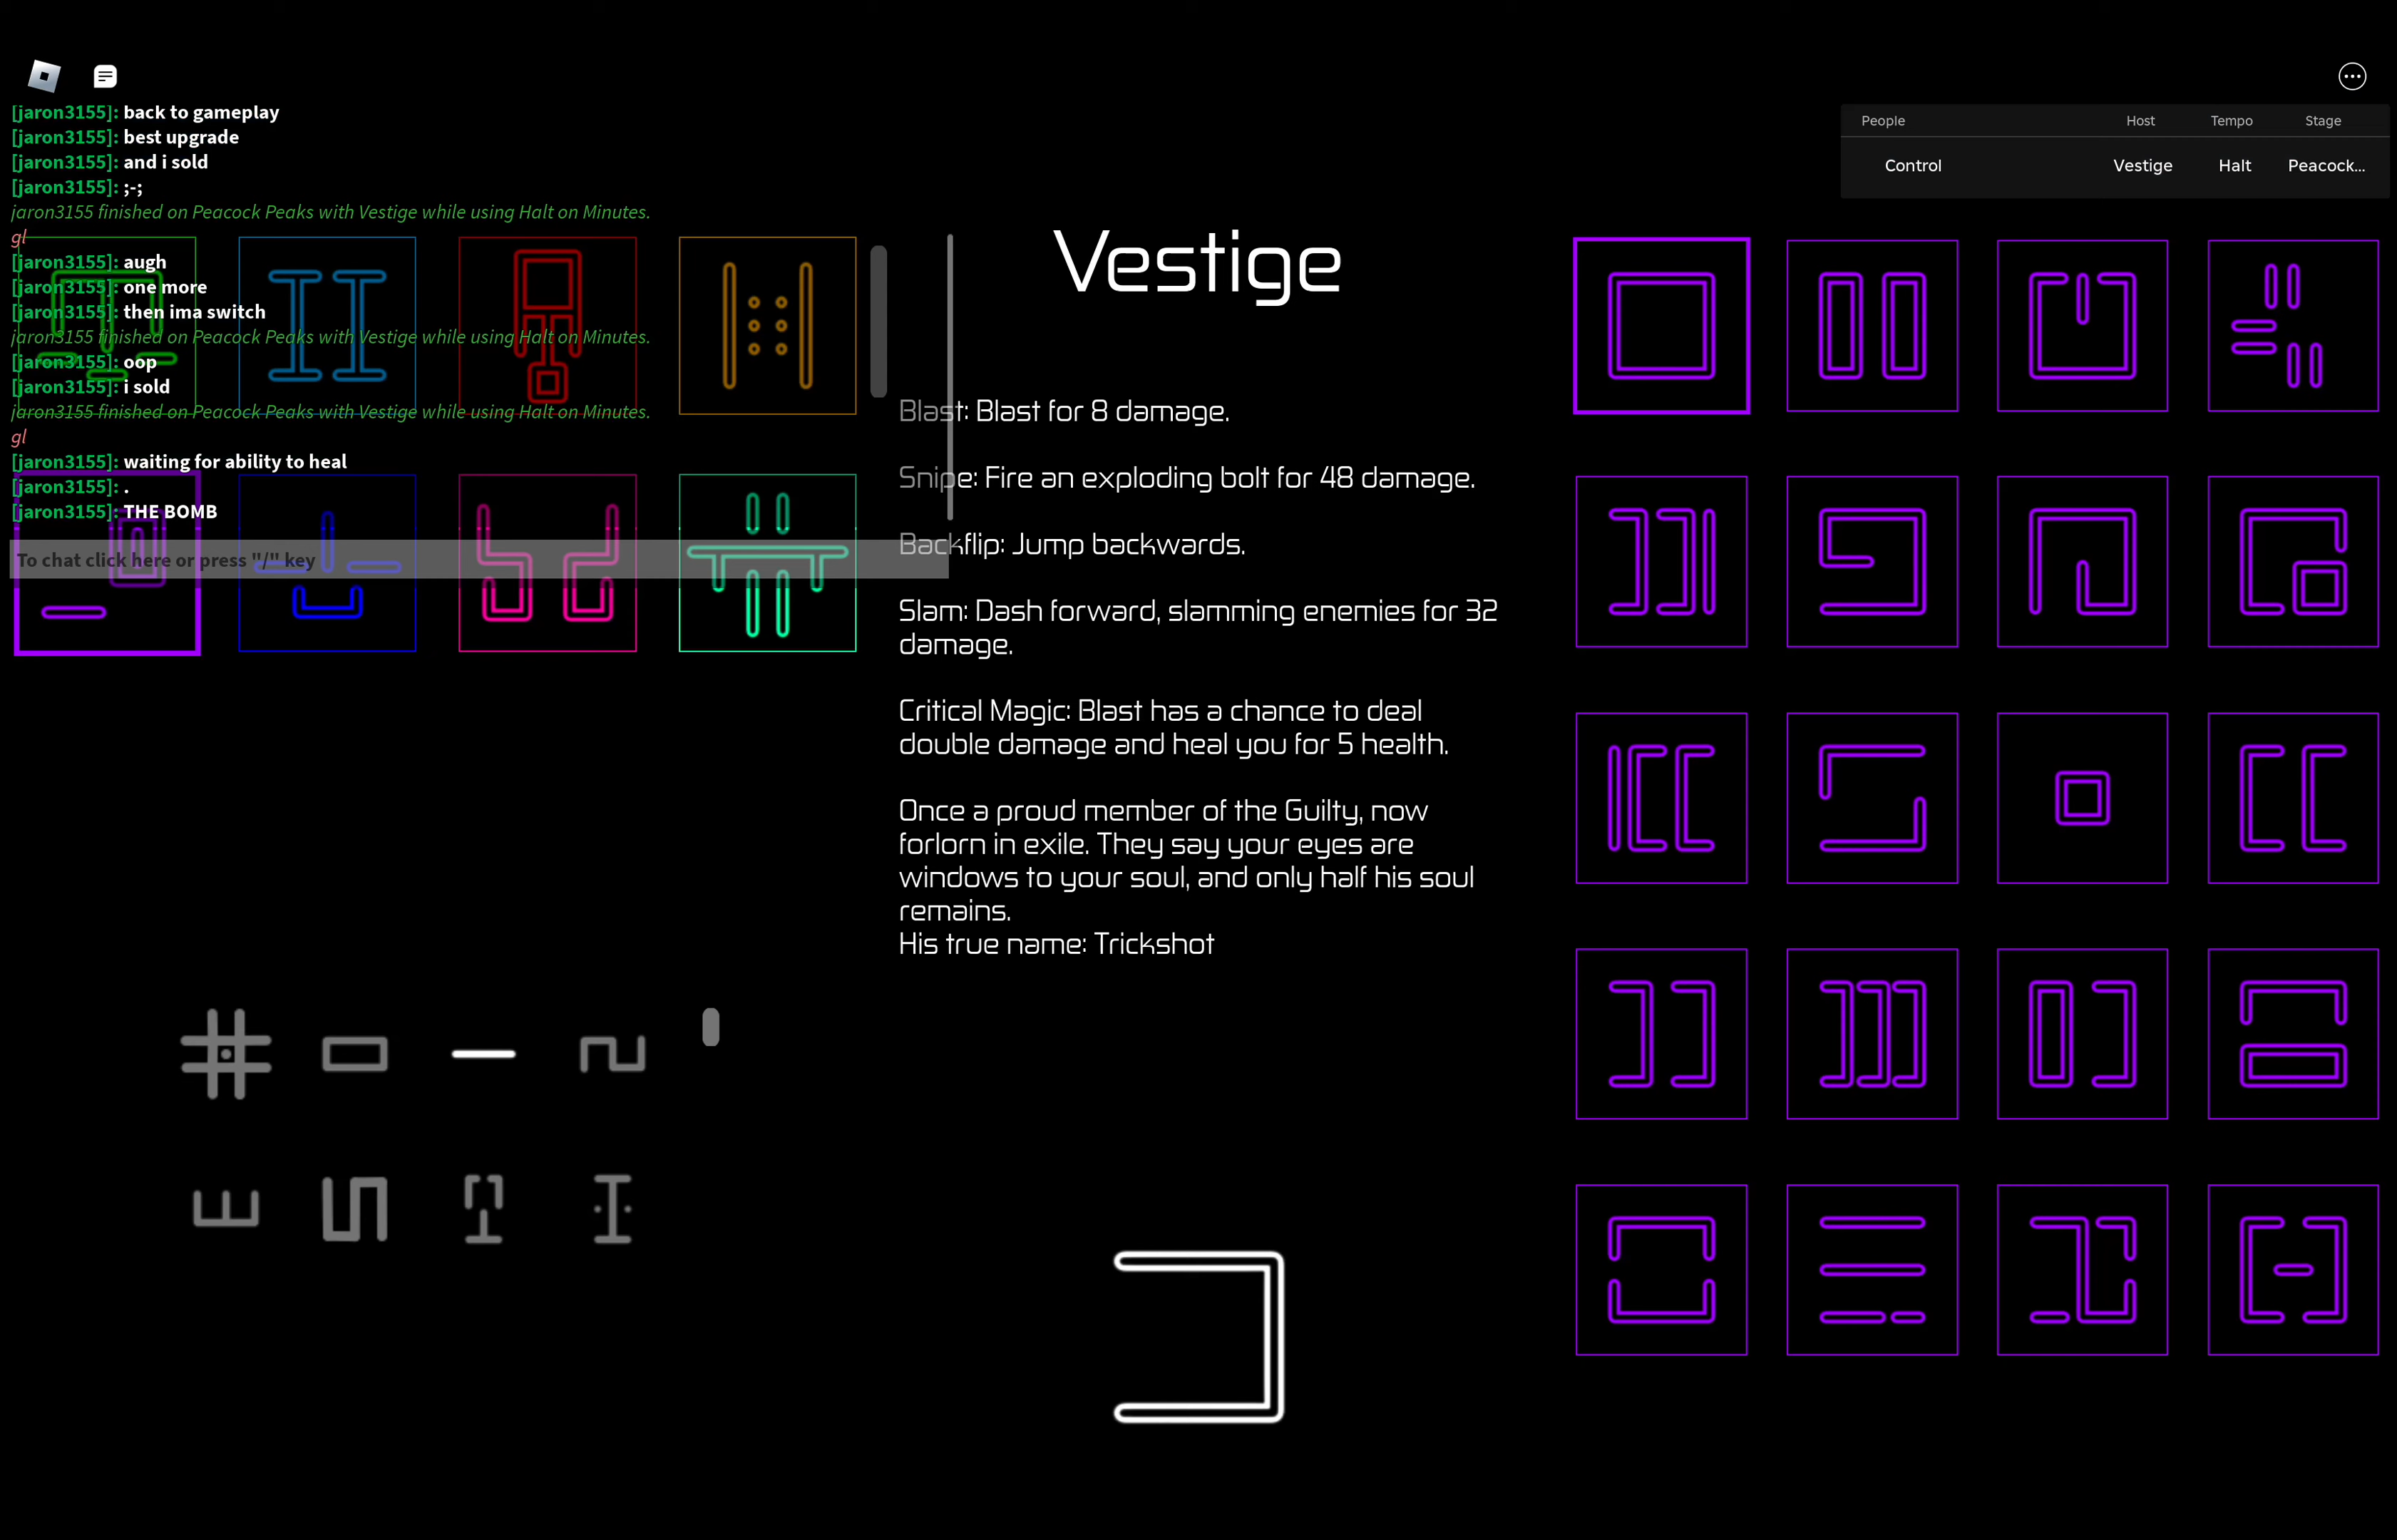 [jaron3155]: back to gameplay
[jaron3155]: best upgrade
[jaron3155]: and i sold
[jaron3155]: ;-;
jaron3155 finished on Peacock Peaks with Vestige while using Halt on Minutes.
gl
[jaron3155]: augh
[jaron3155]: one more
[jaron3155]: then ima switch
jaron3155 finished on Peacock Peaks with Vestige while using Halt on Minutes.
[jaron3155]: oop
[jaron3155]: i sold
jaron3155 finished on Peacock Peaks with Vestige while using Halt on Minutes.
gl
[jaron3155]: waiting for ability to heal
[jaron3155]: .
[jaron3155]: THE BOMB
To chat click here or press "/" key
Vestige
Blast: Blast for 8 damage.
Snipe: Fire an exploding bolt for 48 damage.
Backflip: Jump backwards.
Slam: Dash forward, slamming enemies for 32
damage.
Critical Magic: Blast has a chance to deal
double damage and heal you for 5 health.
Once a proud member of the Guilty, now
forlorn in exile. They say your eyes are
windows to your soul, and only half his soul
remains.
His true name: Trickshot
People Host Tempo Stage
Control Vestige Halt Peacock...